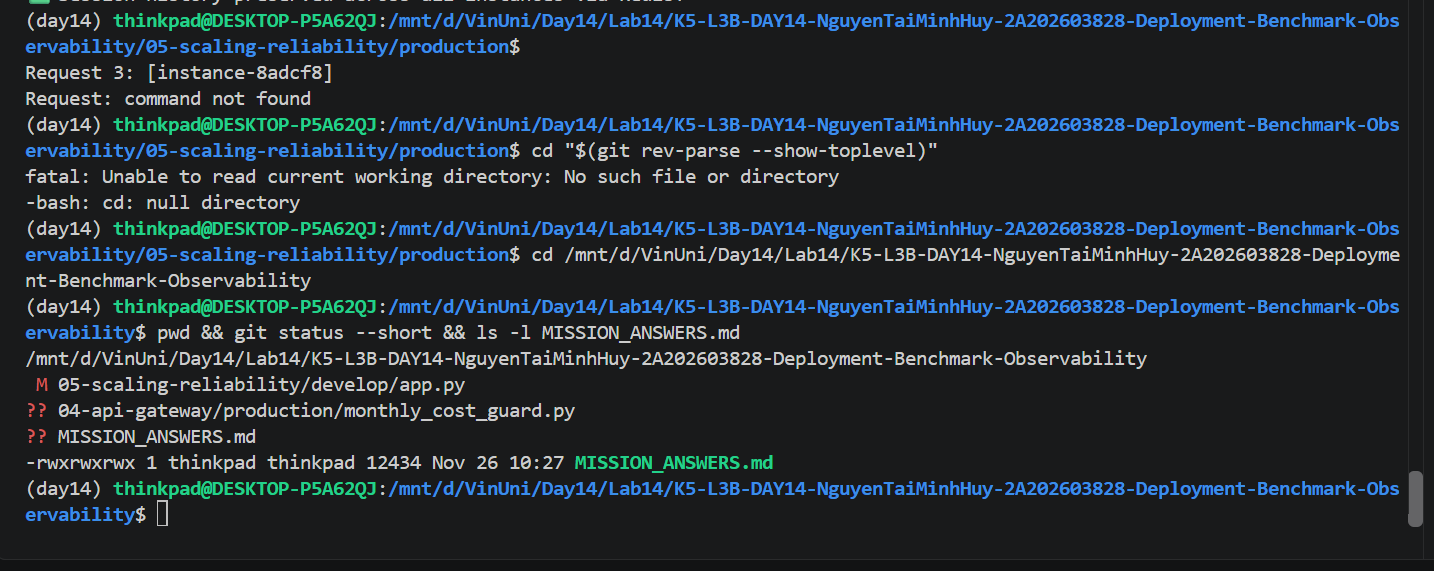 (day14) thinkpad@DESKTOP-P5A62QJ:/mnt/d/VinUni/Day14/Lab14/K5-L3B-DAY14-NguyenTaiMinhHuy-2A202603828-Deployment-Benchmark-Obs
ervability/05-scaling-reliability/production$
Request 3: [instance-8adcf8]
Request: command not found
(day14) thinkpad@DESKTOP-P5A62QJ:/mnt/d/VinUni/Day14/Lab14/K5-L3B-DAY14-NguyenTaiMinhHuy-2A202603828-Deployment-Benchmark-Obs
ervability/05-scaling-reliability/production$ cd "$(git rev-parse --show-toplevel)"
fatal: Unable to read current working directory: No such file or directory
-bash: cd: null directory
(day14) thinkpad@DESKTOP-P5A62QJ:/mnt/d/VinUni/Day14/Lab14/K5-L3B-DAY14-NguyenTaiMinhHuy-2A202603828-Deployment-Benchmark-Obs
ervability/05-scaling-reliability/production$ cd /mnt/d/VinUni/Day14/Lab14/K5-L3B-DAY14-NguyenTaiMinhHuy-2A202603828-Deployme
nt-Benchmark-Observability
(day14) thinkpad@DESKTOP-P5A62QJ:/mnt/d/VinUni/Day14/Lab14/K5-L3B-DAY14-NguyenTaiMinhHuy-2A202603828-Deployment-Benchmark-Obs
ervability$ pwd && git status --short && ls -l MISSION_ANSWERS.md
/mnt/d/VinUni/Day14/Lab14/K5-L3B-DAY14-NguyenTaiMinhHuy-2A202603828-Deployment-Benchmark-Observability
 M 05-scaling-reliability/develop/app.py
?? 04-api-gateway/production/monthly_cost_guard.py
?? MISSION_ANSWERS.md
-rwxrwxrwx 1 thinkpad thinkpad 12434 Nov 26 10:27 MISSION_ANSWERS.md
(day14) thinkpad@DESKTOP-P5A62QJ:/mnt/d/VinUni/Day14/Lab14/K5-L3B-DAY14-NguyenTaiMinhHuy-2A202603828-Deployment-Benchmark-Obs
ervability$